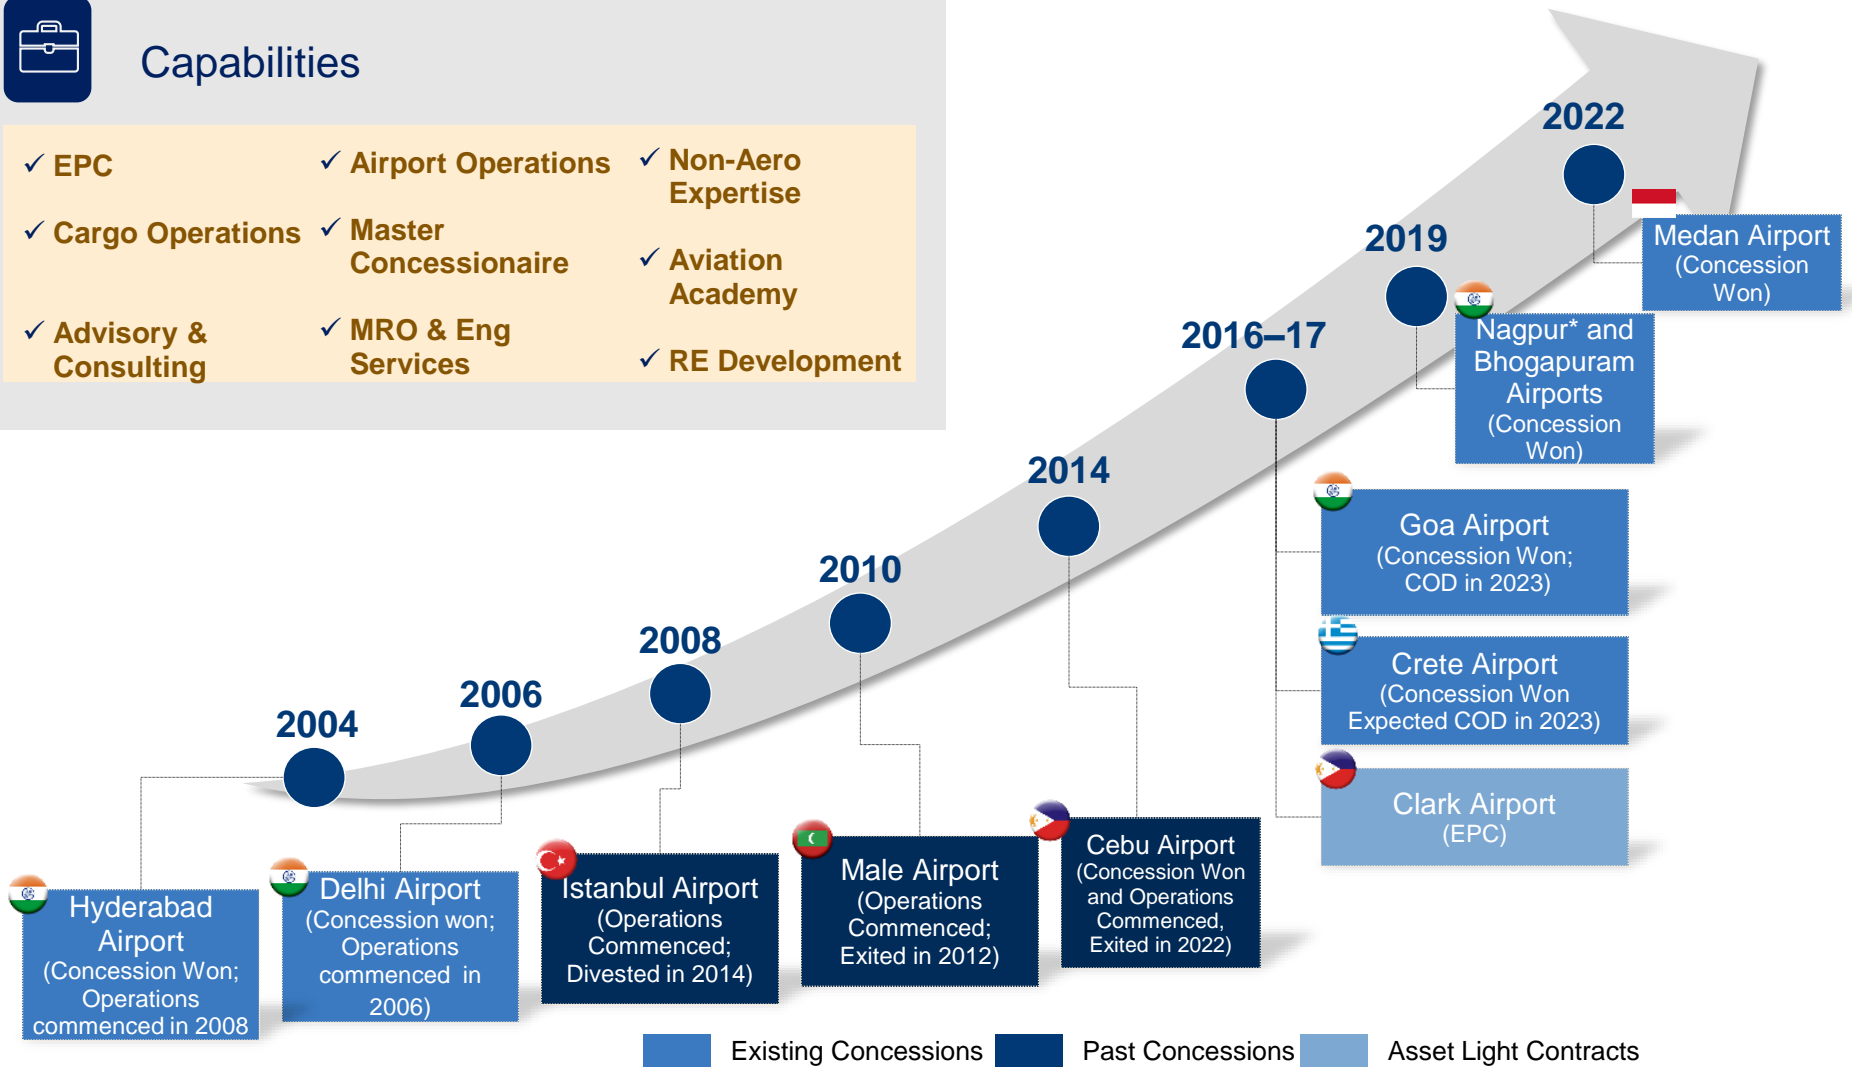 Capabilities
✓ EPC
✓ Cargo Operations
✓ Advisory &
Consulting
✓ Airport Operations
✓ Master
Concessionaire
✓ MRO & Eng
Services
✓ Non-Aero
Expertise
✓ Aviation
Academy
✓ RE Development
2004
Hyderabad
Airport
(Concession Won;
Operations
commenced in 2008
2006
Delhi Airport
(Concession won;
Operations
commenced in
2006)
2008
Istanbul Airport
(Operations
Commenced;
Divested in 2014)
2010
Male Airport
(Operations
Commenced;
Exited in 2012)
2014
Cebu Airport
(Concession Won
and Operations
Commenced,
Exited in 2022)
2016–17
Goa Airport
(Concession Won;
COD in 2023)
Crete Airport
(Concession Won
Expected COD in 2023)
Clark Airport
(EPC)
2019
Nagpur* and
Bhogapuram
Airports
(Concession
Won)
2022
Medan Airport
(Concession
Won)
Existing Concessions
Past Concessions
Asset Light Contracts